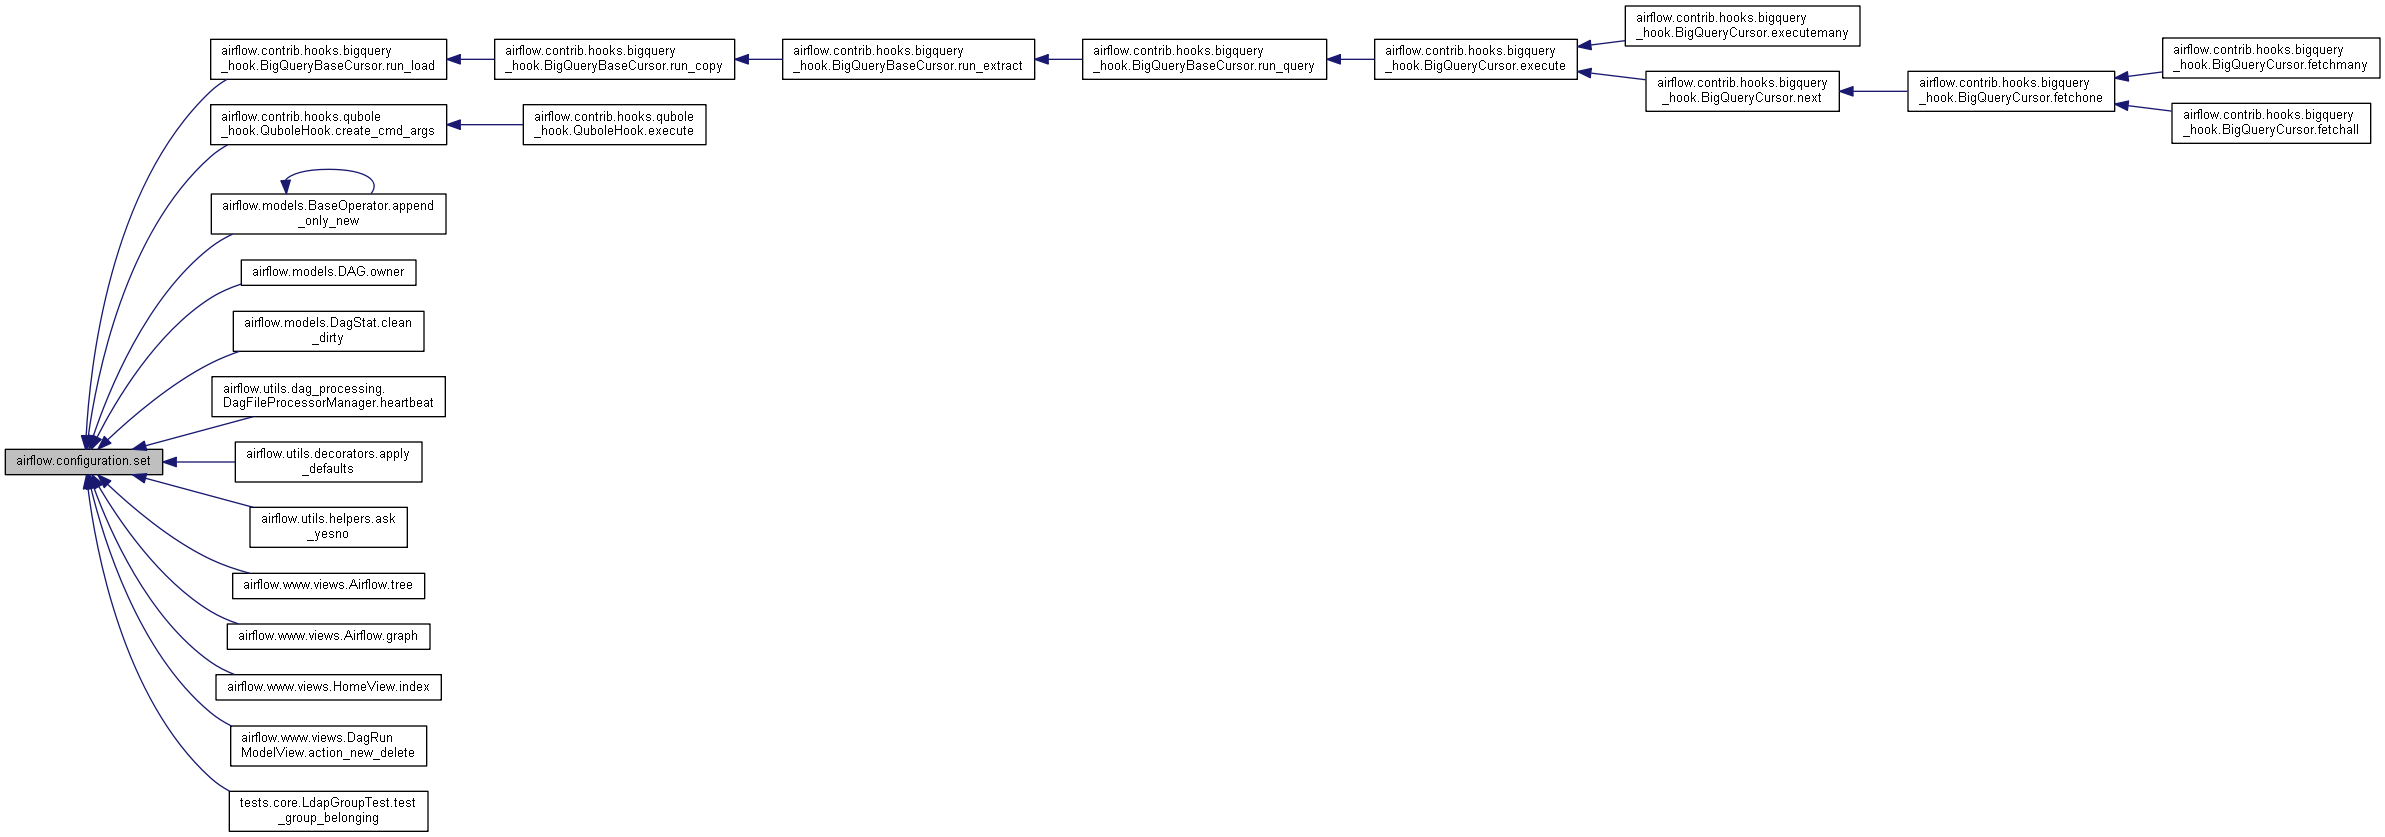 airflow.contrib.hooks.bigquery
_hook.BigQueryCursor.executemany
airflow.contrib.hooks.bigquery
_hook.BigQueryBaseCursor.run_load
airflow.contrib.hooks.bigquery
_hook.BigQueryBaseCursor.run_copy
airflow.contrib.hooks.bigquery
_hook.BigQueryBaseCursor.run_extract
airflow.contrib.hooks.bigquery
_hook.BigQueryBaseCursor.run_query
airflow.contrib.hooks.bigquery
_hook.BigQueryCursor.execute
airflow.contrib.hooks.bigquery
_hook.BigQueryCursor.next
airflow.contrib.hooks.bigquery
_hook.BigQueryCursor.fetchone
airflow.contrib.hooks.bigquery
_hook.BigQueryCursor.fetchmany
airflow.contrib.hooks.bigquery
_hook.BigQueryCursor.fetchall
airflow.contrib.hooks.qubole
_hook.QuboleHook.create_cmd_args
airflow.contrib.hooks.qubole
_hook.QuboleHook.execute
airflow.models.BaseOperator.append
_only_new
airflow.models.DAG.owner
airflow.models.DagStat.clean
_dirty
airflow.utils.dag_processing.
DagFileProcessorManager.heartbeat
airflow.configuration.set
airflow.utils.decorators.apply
_defaults
airflow.utils.helpers.ask
_yesno
airflow.www.views.Airflow.tree
airflow.www.views.Airflow.graph
airflow.www.views.HomeView.index
airflow.www.views.DagRun
ModelView.action_new_delete
tests.core.LdapGroupTest.test
_group_belonging